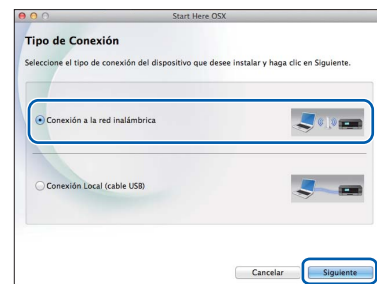 Start Here OSX
Tipo de Conexión
Seleccione el tipo de conexión del dispositivo que desee instalar y haga clic en Siguiente.
Conexión a la red inalámbrica
Conexión Local (cable USB)
Cancelar
Siguiente